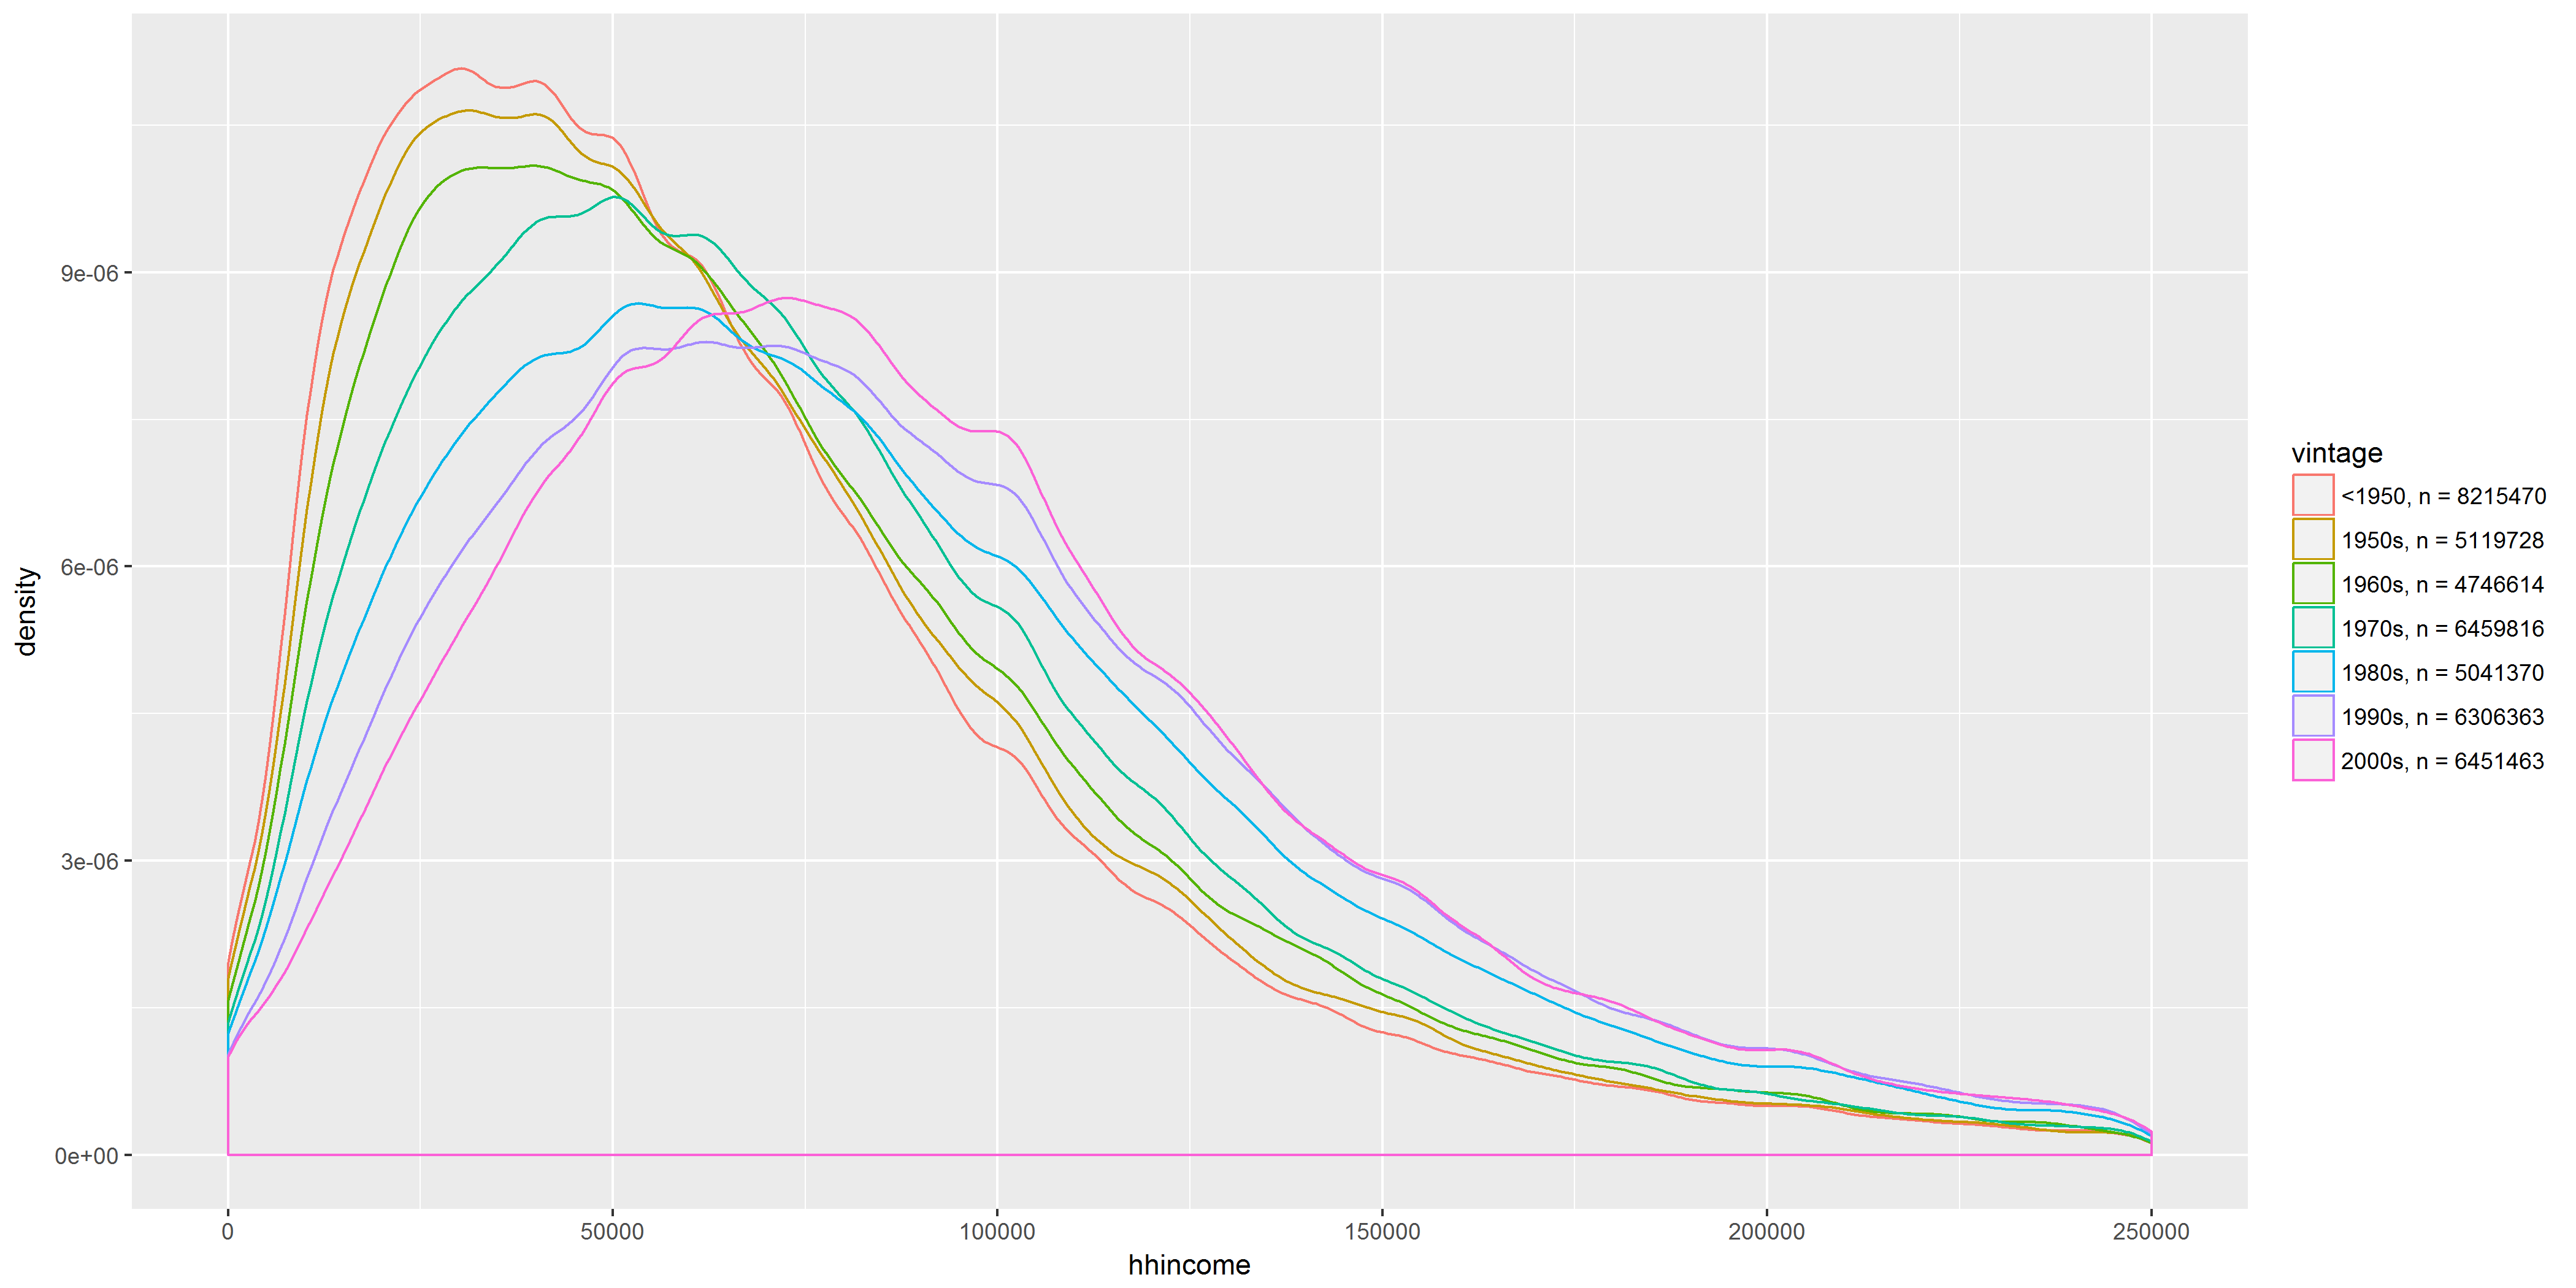 density
9e-06
6e-06
3e-06
0e+00
0
50000
100000
150000
200000
250000
hhincome
vintage
<1950, n = 8215470
1950s, n = 5119728
1960s, n = 4746614
1970s, n = 6459816
1980s, n = 5041370
1990s, n = 6306363
2000s, n = 6451463